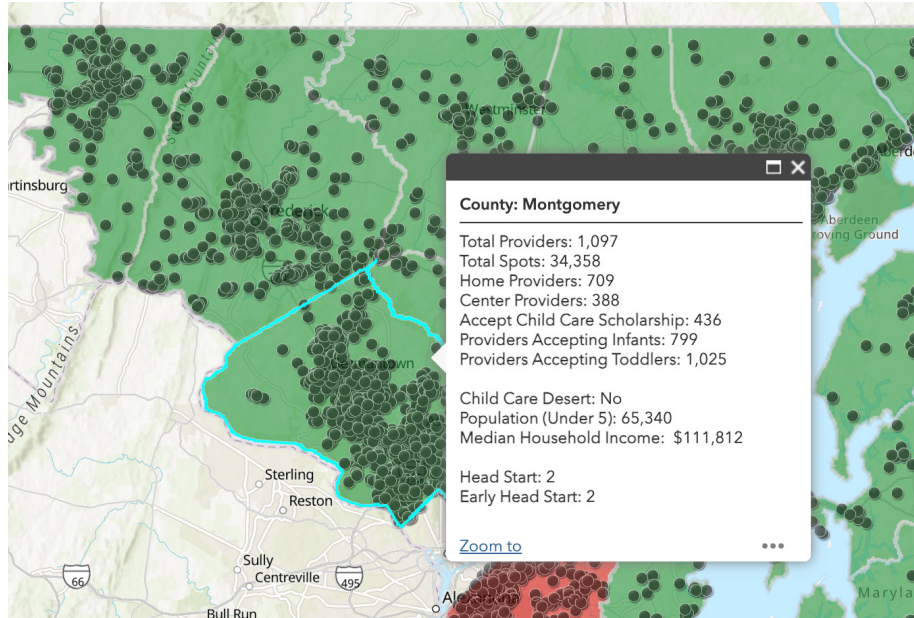 Westminster
Aberdeen
Proving Ground
artinsburg
Frederick
County: Montgomery
Total Providers: 1,097
Total Spots: 34,358
Home Providers: 709
Center Providers: 388
Accept Child Care Scholarship: 436
Providers Accepting Infants: 799
Providers Accepting Toddlers: 1,025
Child Care Desert: No
Population (Under 5): 65,340
Median Household Income: $111,812
Head Start: 2
Early Head Start: 2
Zoom to
dge Mountains
Germantown
Sterling
Reston
Sully
Centreville
Bull Run
66
495
Maryla